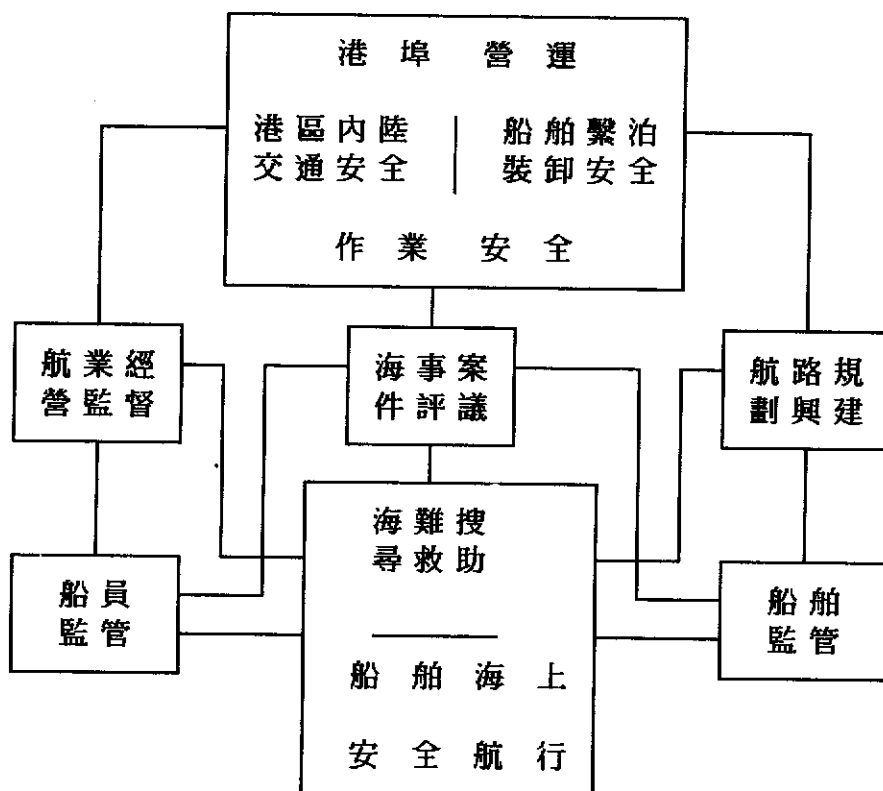 港埠營運
港區內陸
交通安全
船舶繫泊
裝卸安全
作業安全
航業經
營監督
海事案
件評議
航路規
劃興建
海難搜
尋救助
船員
監管
船舶
監管
船舶海上
安全航行